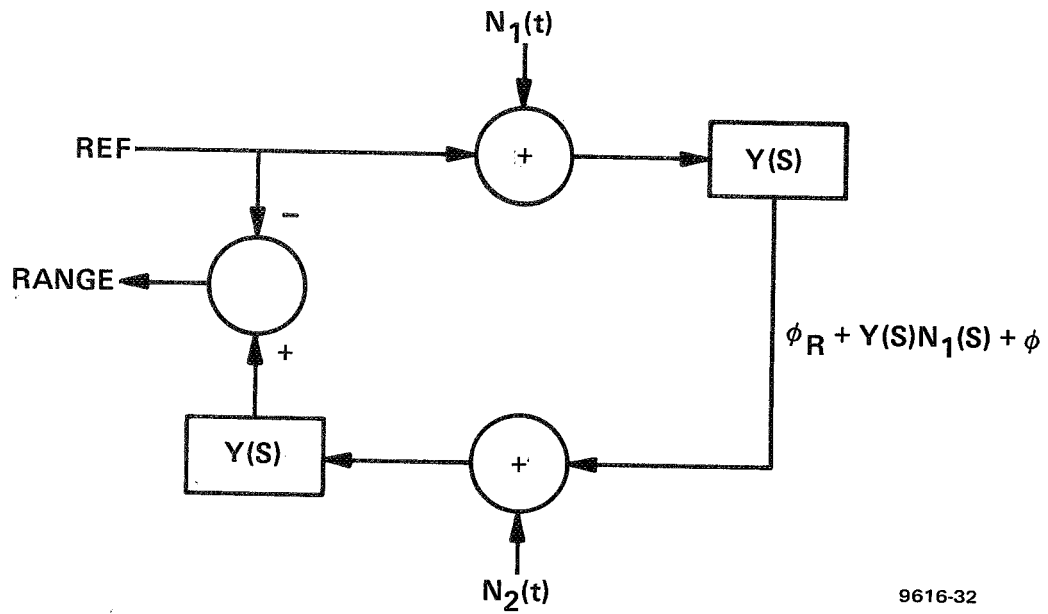 N1(t)
REF
+
Y(S)
−
RANGE
ϕR + Y(S)N1(S) + ϕ
+
Y(S)
+
N2(t)
9616-32